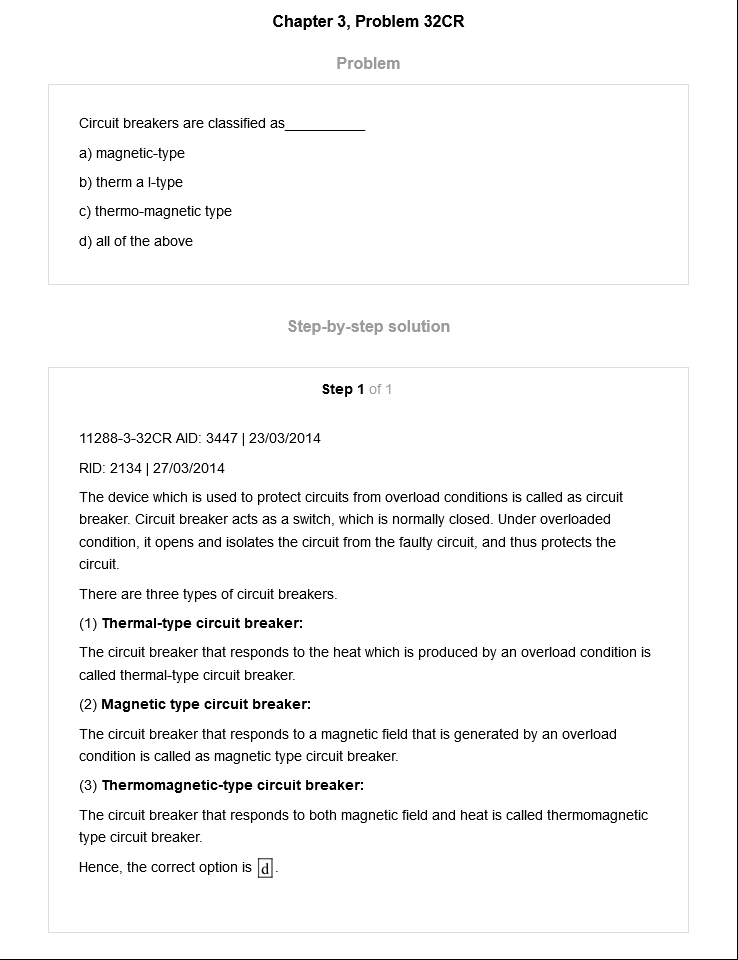 Chapter 3, Problem 32CR
Problem
Circuit breakers are classified as__________
a) magnetic-type
b) therm a l-type
c) thermo-magnetic type
d) all of the above
Step-by-step solution
Step 1 of 1
11288-3-32CR AID: 3447 | 23/03/2014
RID: 2134 | 27/03/2014
The device which is used to protect circuits from overload conditions is called as circuit
breaker. Circuit breaker acts as a switch, which is normally closed. Under overloaded
condition, it opens and isolates the circuit from the faulty circuit, and thus protects the
circuit.
There are three types of circuit breakers.
(1) Thermal-type circuit breaker:
The circuit breaker that responds to the heat which is produced by an overload condition is
called thermal-type circuit breaker.
(2) Magnetic type circuit breaker:
The circuit breaker that responds to a magnetic field that is generated by an overload
condition is called as magnetic type circuit breaker.
(3) Thermomagnetic-type circuit breaker:
The circuit breaker that responds to both magnetic field and heat is called thermomagnetic
type circuit breaker.
Hence, the correct option is d.